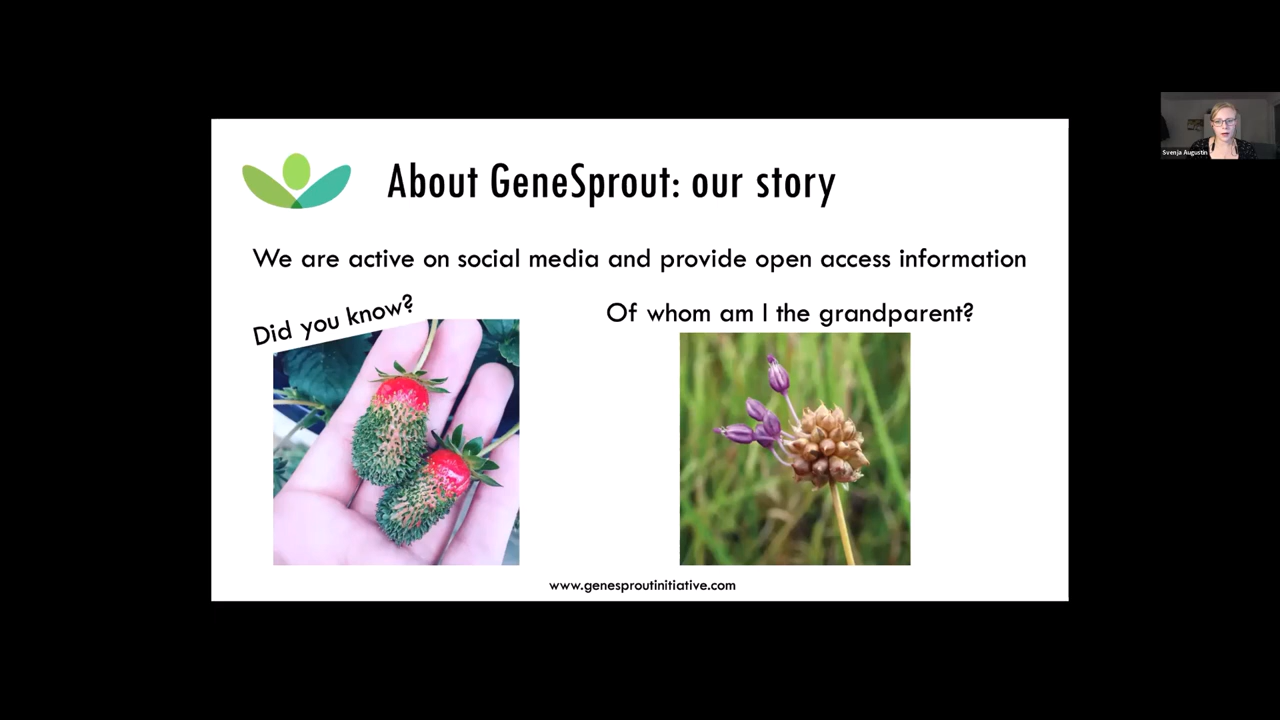 About GeneSprout: our story
We are active on social media and provide open access information
Did you know?
Of whom am I the grandparent?
www.genesproutinitiative.com
Svenja Augustin